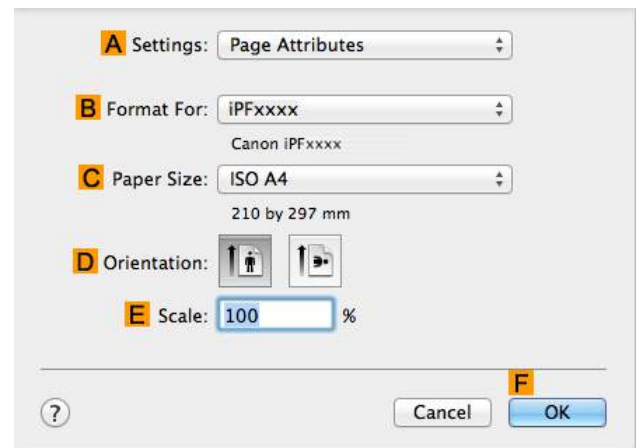 A Settings: Page Attributes
B Format For: iPFxxxx
Canon iPFxxxx
C Paper Size: ISO A4
210 by 297 mm
D Orientation:
E Scale: 100 %
F
? Cancel OK